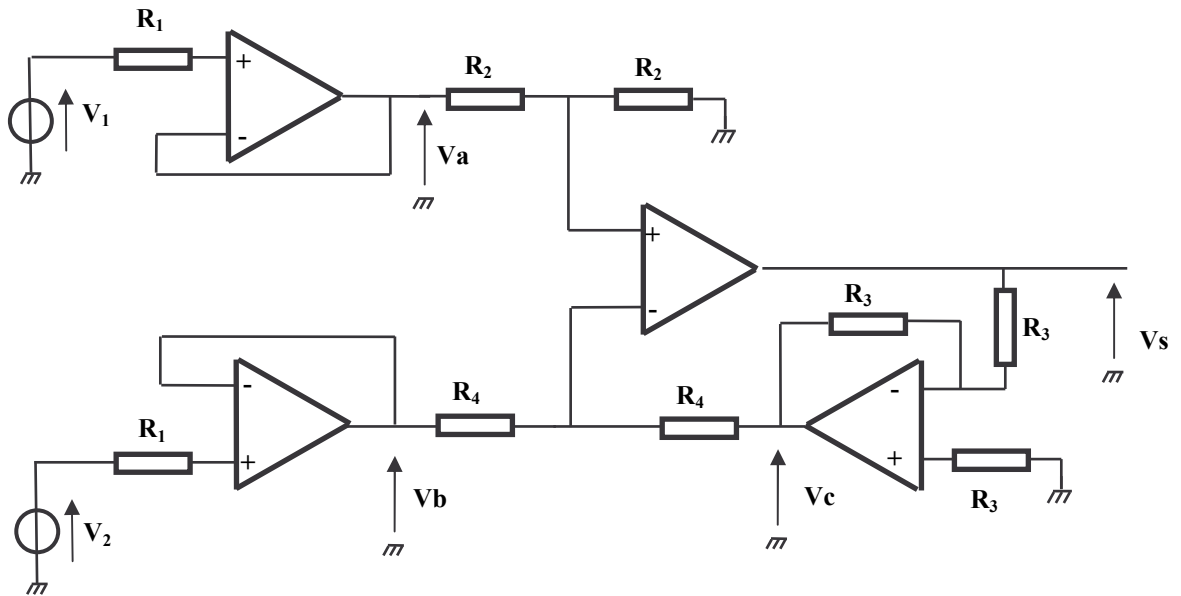 R1
+
-
V1
Va
R2
R2
+
-
R3
R3
Vs
-
+
R1
V2
Vb
R4
R4
Vc
-
+
R3